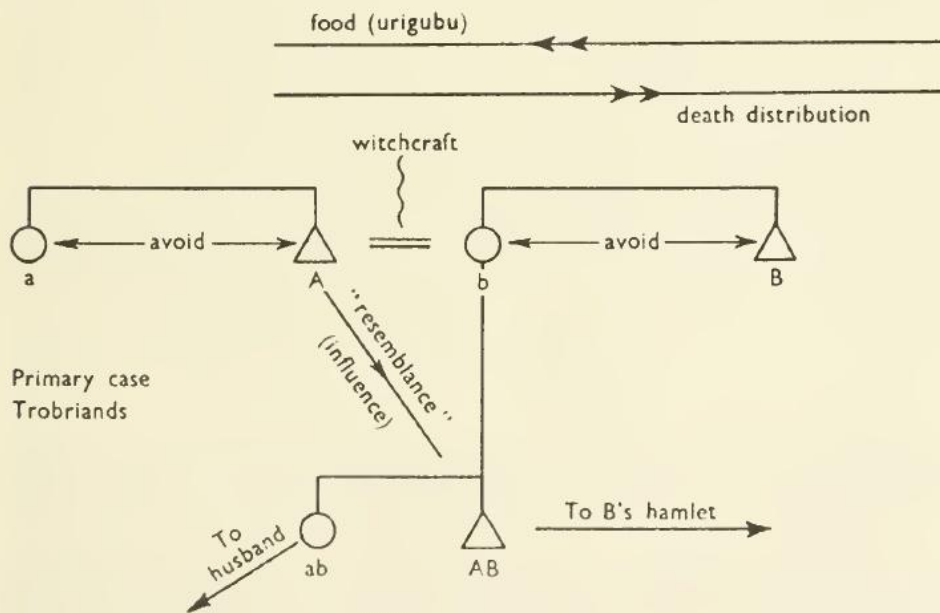 food (urigubu)
death distribution
witchcraft
avoid
avoid
a
A
b
B
"resemblance"
(influence)
Primary case
Trobriands
To B's hamlet
To
husband
ab
AB